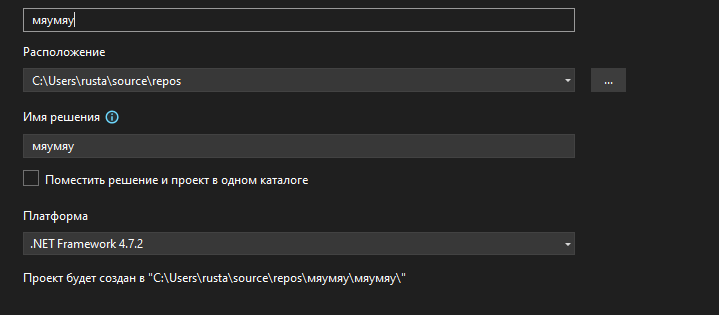 мяумяу
Расположение
C:\Users\rusta\source\repos
...
Имя решения
мяумяу
Поместить решение и проект в одном каталоге
Платформа
.NET Framework 4.7.2
Проект будет создан в "C:\Users\rusta\source\repos\мяумяу\мяумяу\"